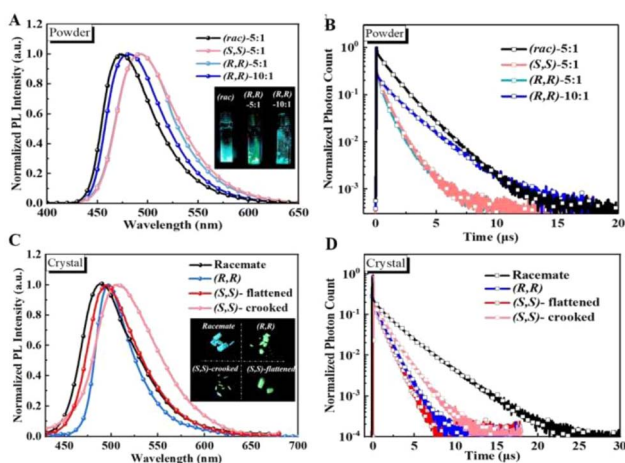 A
Powder
(rac)-5:1
(S,S)-5:1
(R,R)-5:1
(R,R)-10:1
(rac)
(R,R)
-5:1
(R,R)
-10:1
Normalized PL Intensity (a.u.)
1.0
0.8
0.6
0.4
0.2
0.0
400 450 500 550 600 650
Wavelength (nm)
B
Powder
(rac)-5:1
(S,S)-5:1
(R,R)-5:1
(R,R)-10:1
Normalized Photon Count
10⁰
10⁻¹
10⁻²
10⁻³
0 5 10 15 20
Time (μs)
C
Crystal
Racemate
(R,R)
(S,S)- flattened
(S,S)- crooked
Racemate
(R,R)
(S,S)-crooked
(S,S)-flattened
Normalized PL Intensity (a.u.)
1.0
0.8
0.6
0.4
0.2
0.0
500 550 600 650 700
Wavelength (nm)
D
Crystal
Racemate
(R,R)
(S,S)- flattened
(S,S)- crooked
Normalized Photon Count
10⁰
10⁻¹
10⁻²
10⁻³
10⁻⁴
0 5 10 15 20 25 30
Time (μs)